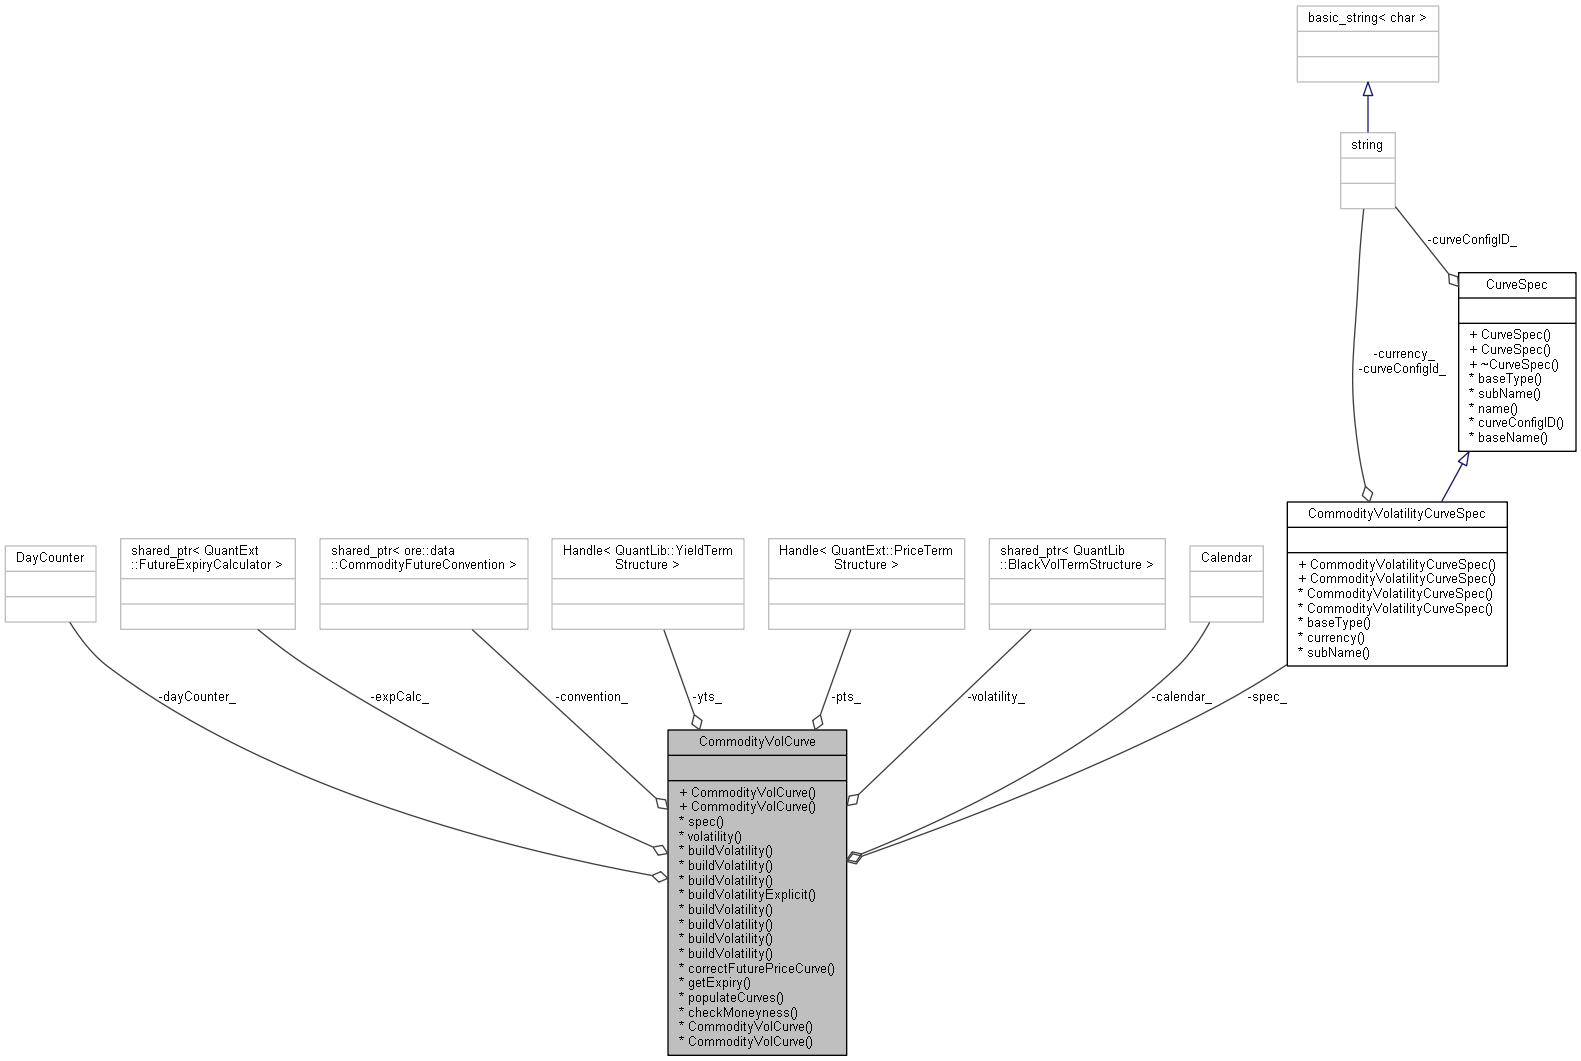 basic_string< char >
string
-curveConfigID_
CurveSpec
+ CurveSpec()
+ CurveSpec()
+ ~CurveSpec()
* baseType()
* subName()
* name()
* curveConfigID()
* baseName()
-currency_
-curveConfigId_
CommodityVolatilityCurveSpec
+ CommodityVolatilityCurveSpec()
+ CommodityVolatilityCurveSpec()
* CommodityVolatilityCurveSpec()
* CommodityVolatilityCurveSpec()
* baseType()
* currency()
* subName()
DayCounter
shared_ptr< QuantExt
::FutureExpiryCalculator >
shared_ptr< ore::data
::CommodityFutureConvention >
Handle< QuantLib::YieldTerm
Structure >
Handle< QuantExt::PriceTerm
Structure >
shared_ptr< QuantLib
::BlackVolTermStructure >
Calendar
-dayCounter_
-expCalc_
-convention_
-yts_
-pts_
-volatility_
-calendar_
-spec_
CommodityVolCurve
+ CommodityVolCurve()
+ CommodityVolCurve()
* spec()
* volatility()
* buildVolatility()
* buildVolatility()
* buildVolatility()
* buildVolatilityExplicit()
* buildVolatility()
* buildVolatility()
* buildVolatility()
* buildVolatility()
* correctFuturePriceCurve()
* getExpiry()
* populateCurves()
* checkMoneyness()
* CommodityVolCurve()
* CommodityVolCurve()